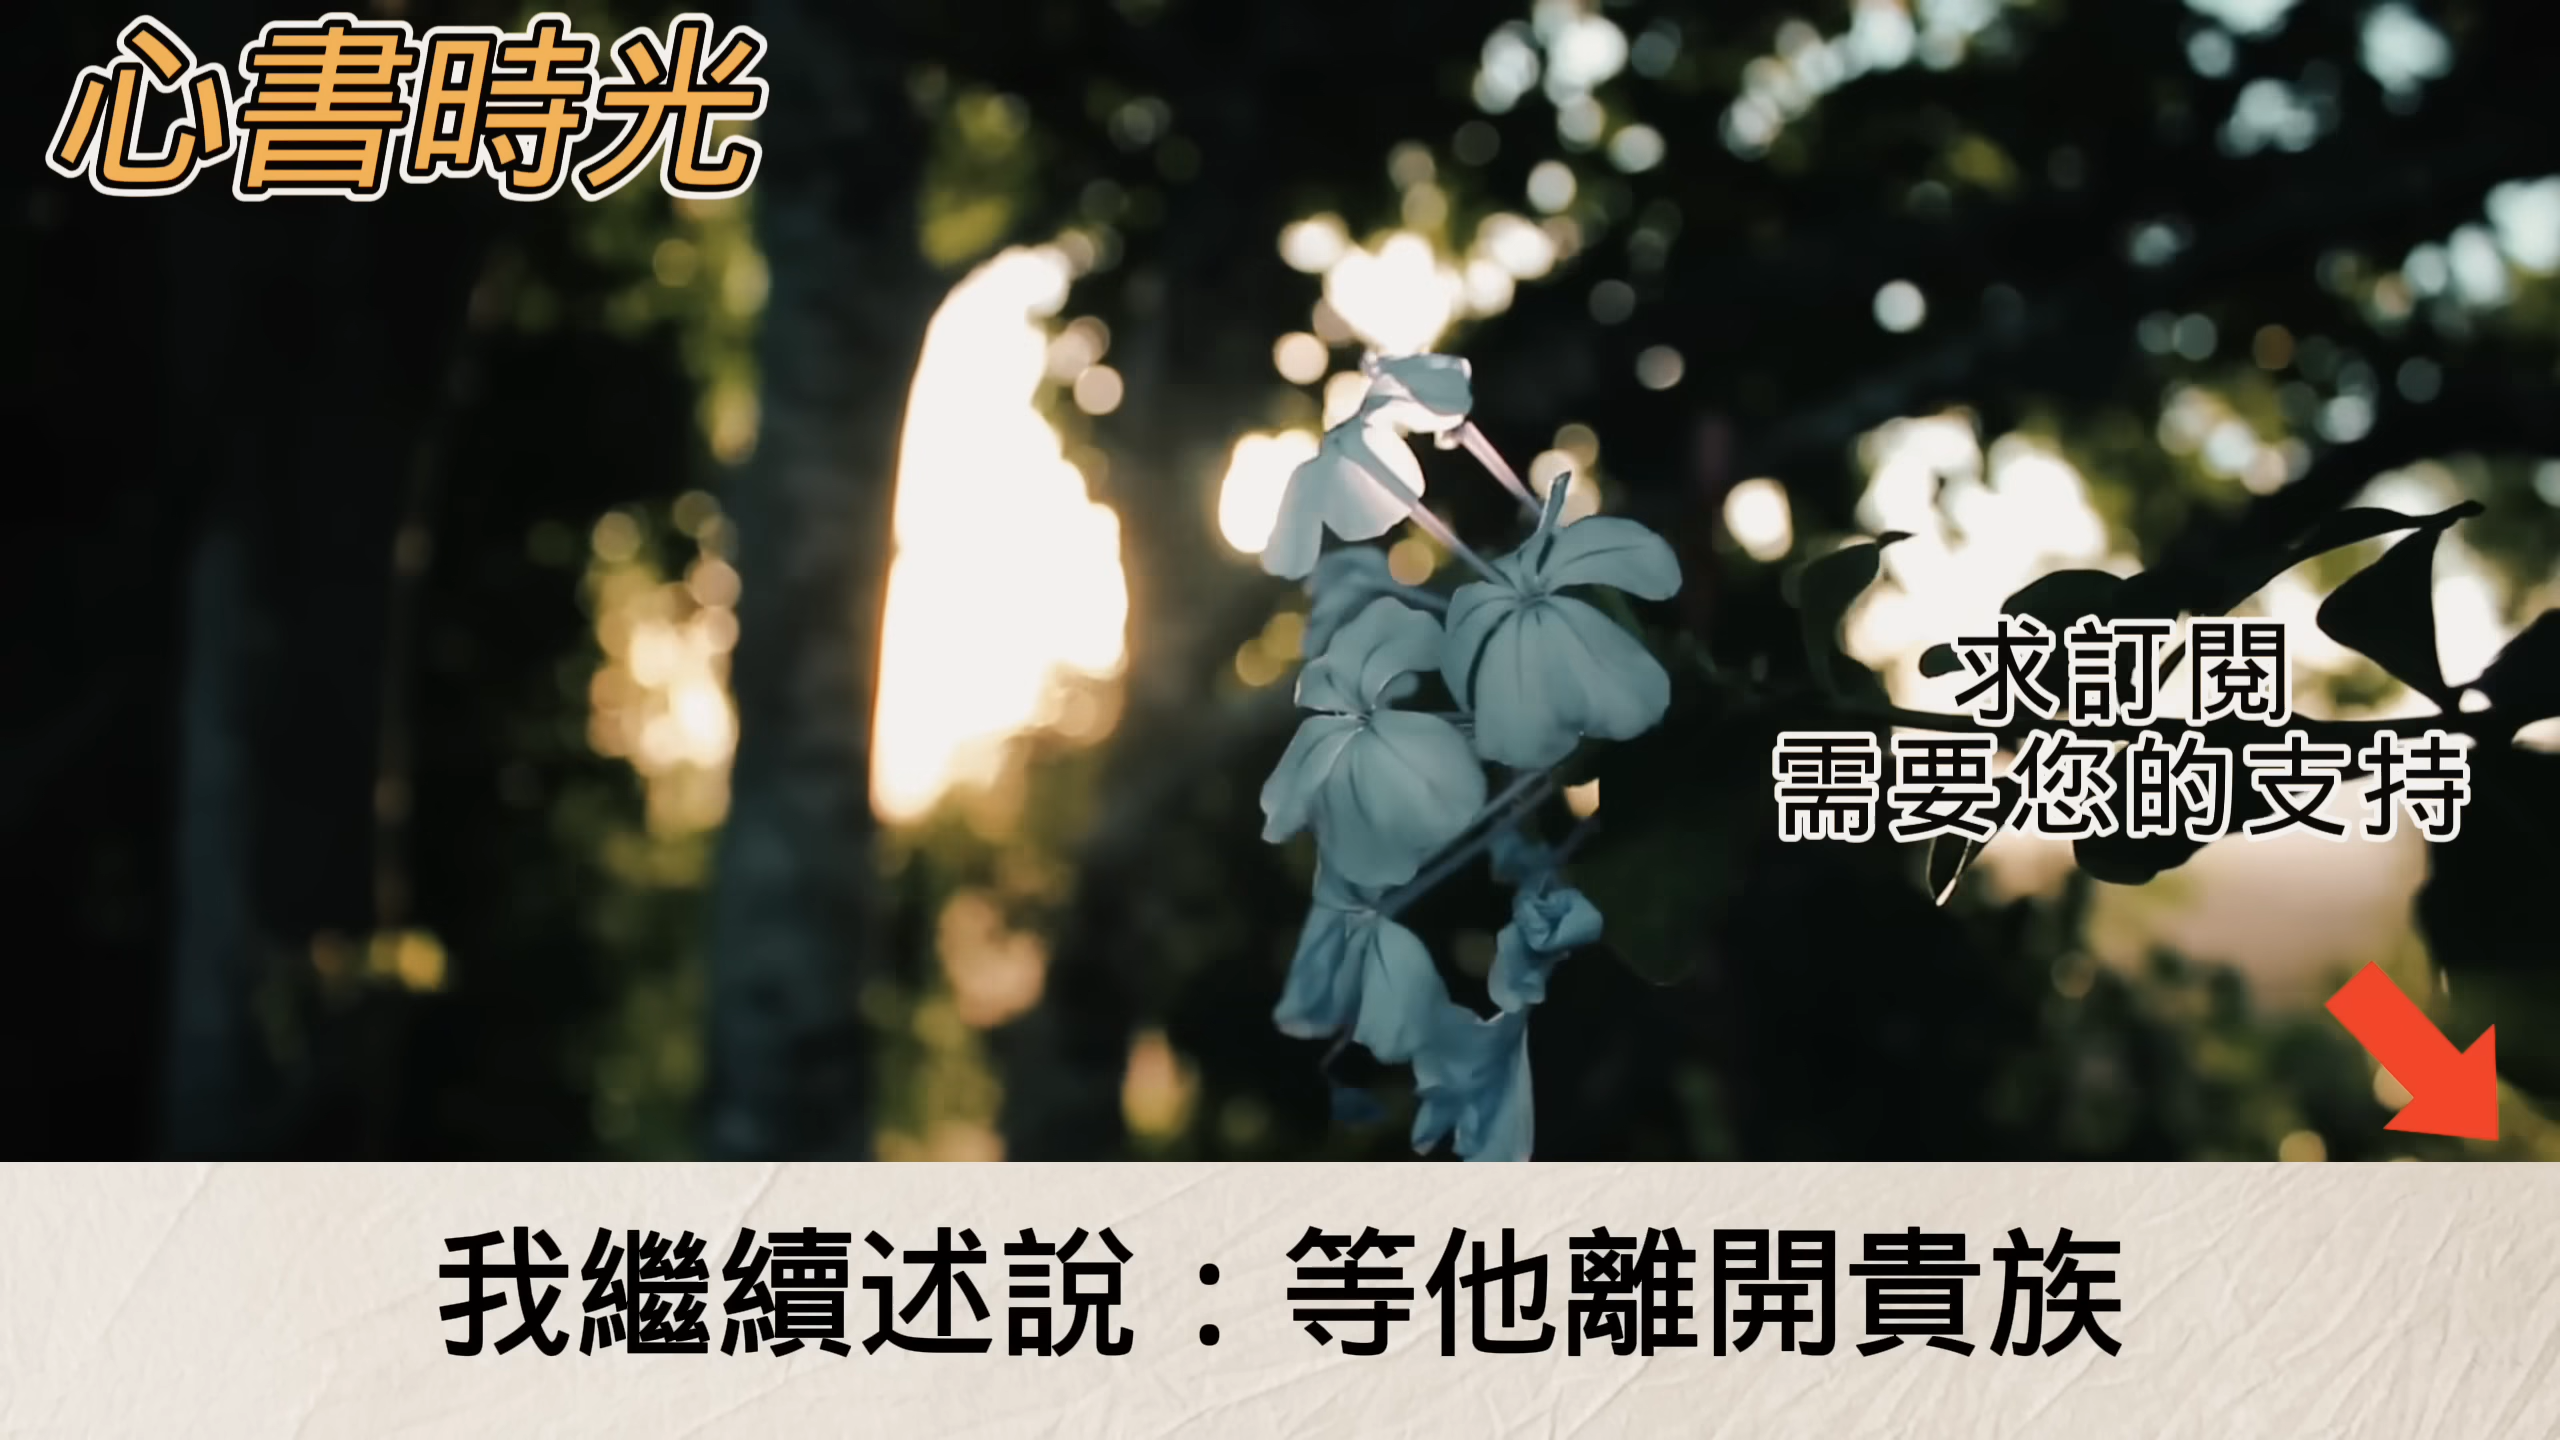 心書時光
求訂閱
需要您的支持
我繼續述說：等他離開貴族